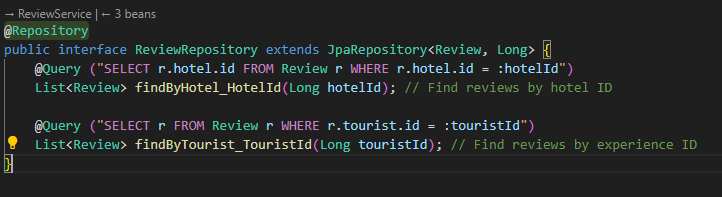 → ReviewService | ← 3 beans
@Repository
public interface ReviewRepository extends JpaRepository<Review, Long> {
@Query ("SELECT r.hotel.id FROM Review r WHERE r.hotel.id = :hotelId")
List<Review> findByHotel_HotelId(Long hotelId); // Find reviews by hotel ID
@Query ("SELECT r FROM Review r WHERE r.tourist.id = :touristId")
List<Review> findByTourist_TouristId(Long touristId); // Find reviews by experience ID
}